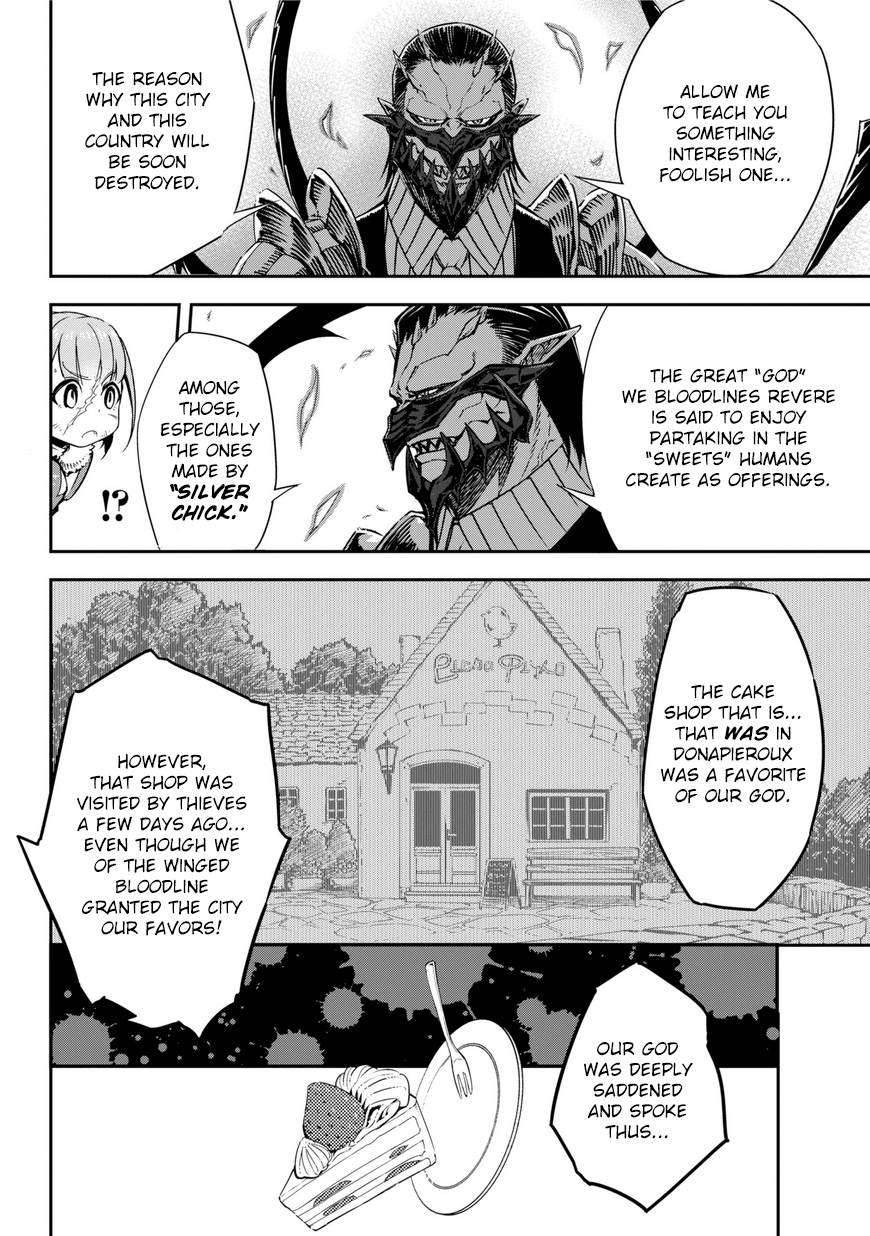 ALLOW ME
TO TEACH YOU
SOMETHING
INTERESTING,
FOOLISH ONE...
THE REASON
WHY THIS CITY
AND THIS
COUNTRY WILL
BE SOON
DESTROYED.
THE GREAT "GOD"
WE BLOODLINES REVERE
IS SAID TO ENJOY
PARTAKING IN THE
"SWEETS" HUMANS
CREATE AS OFFERINGS.
AMONG
THOSE,
ESPECIALLY
THE ONES
MADE BY
"SILVER
CHICK."
!?
THE CAKE
SHOP THAT IS...
THAT WAS IN
DONAPIEROUX
WAS A FAVORITE
OF OUR GOD.
HOWEVER,
THAT SHOP WAS
VISITED BY THIEVES
A FEW DAYS AGO...
EVEN THOUGH WE
OF THE WINGED
BLOODLINE
GRANTED THE CITY
OUR FAVORS!
OUR GOD
WAS DEEPLY
SADDENED
AND SPOKE
THUS...